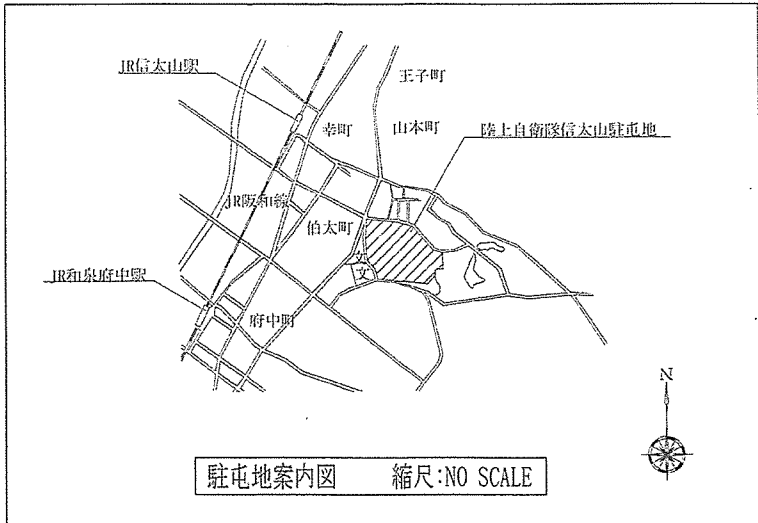 JR信太山駅
王子町
幸町
山本町
陸上自衛隊信太山駐屯地
JR阪和線
伯太町
文
文
JR和泉府中駅
府中町
N
駐屯地案内図 縮尺:NO SCALE